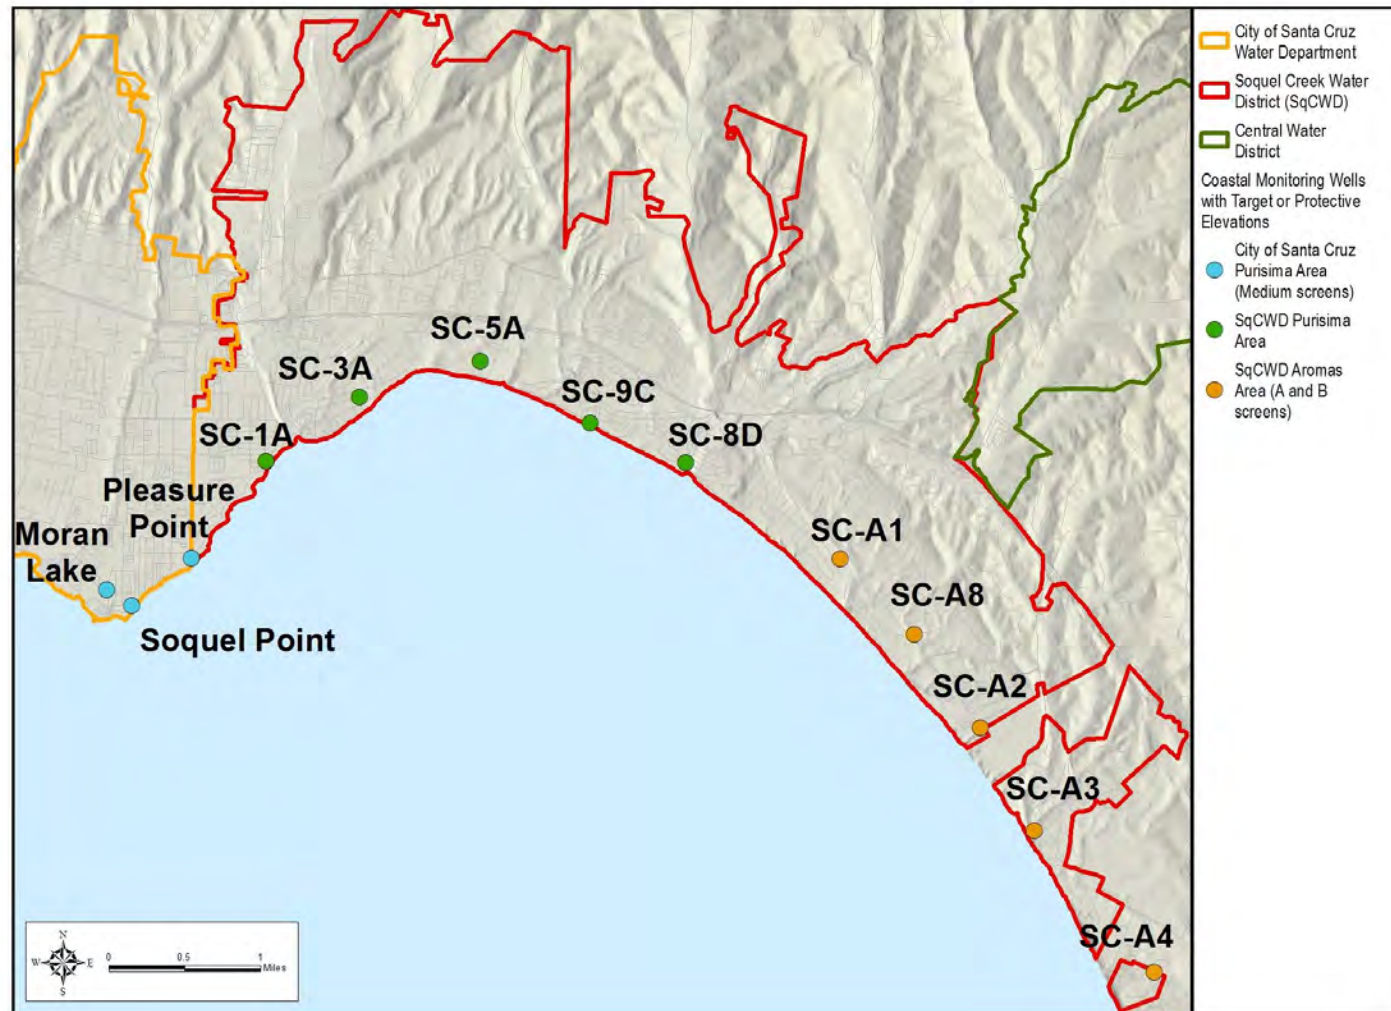 City of Santa Cruz
Water Department
Soquel Creek Water
District (SqCWD)
Central Water
District
Coastal Monitoring Wells
with Target or Protective
Elevations
City of Santa Cruz
Purisima Area
(Medium screens)
SqCWD Purisima
Area
SqCWD Aromas
Area (A and B
screens)
SC-5A
SC-3A
SC-9C
SC-1A
SC-8D
Pleasure
Point
Moran
Lake
Soquel Point
SC-A1
SC-A8
SC-A2
SC-A3
SC-A4
N
W E
S
0 0.5 1
Miles